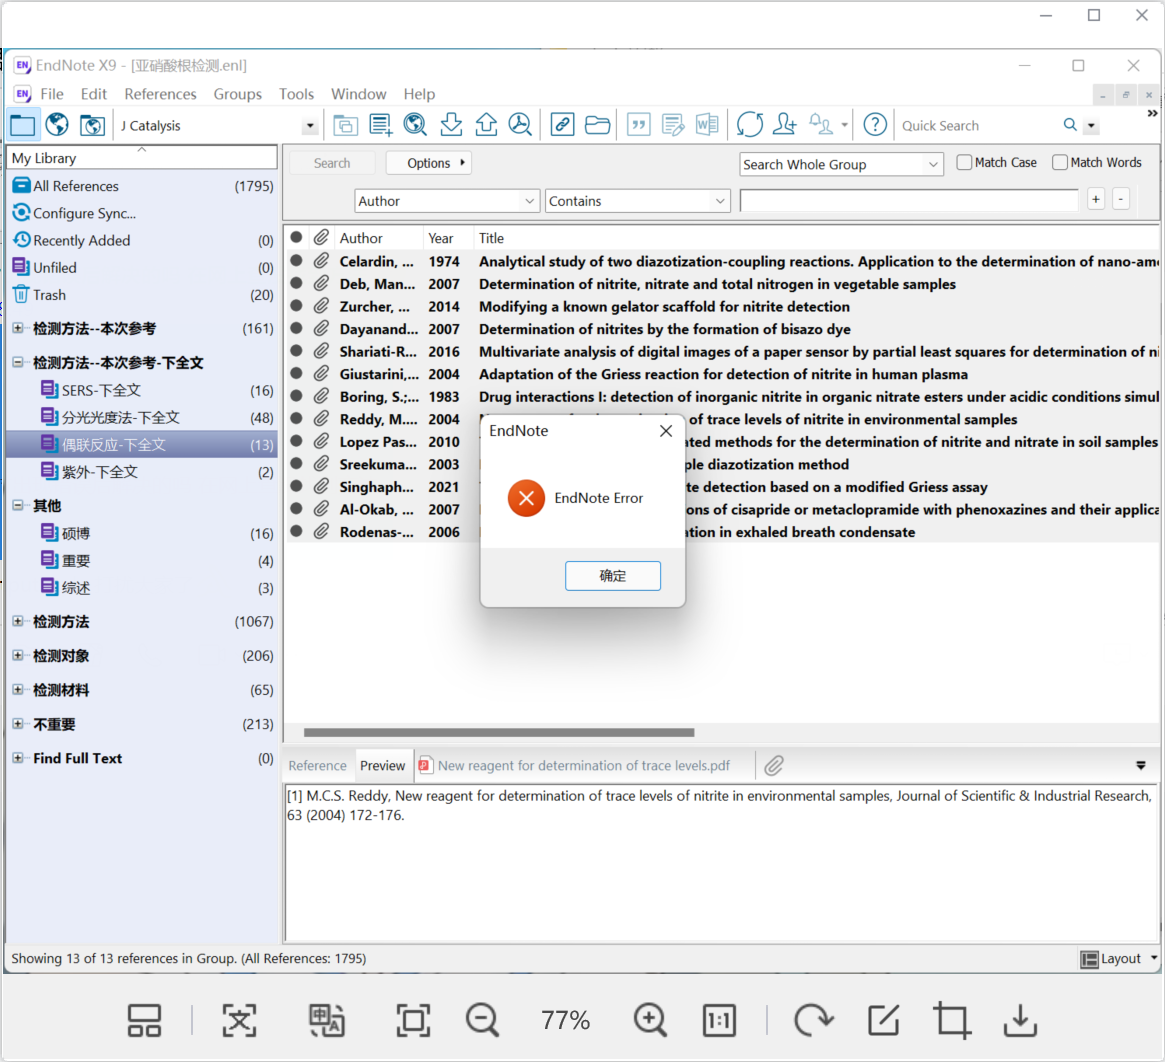 EndNote X9 - [亚硝酸根检测.enl]
File Edit References Groups Tools Window Help
J Catalysis
Quick Search
My Library
All References (1795)
Configure Sync...
Recently Added (0)
Unfiled (0)
Trash (20)
检测方法--本次参考 (161)
检测方法--本次参考-下全文
SERS-下全文 (16)
分光光度法-下全文 (48)
偶联反应-下全文 (13)
紫外-下全文 (2)
其他
硕博 (16)
重要 (4)
综述 (3)
检测方法 (1067)
检测对象 (206)
检测材料 (65)
不重要 (213)
Find Full Text (0)
Search Options Search Whole Group Match Case Match Words
Author Contains + -
Author Year Title
Celardin, ... 1974 Analytical study of two diazotization-coupling reactions. Application to the determination of nano-am
Deb, Man... 2007 Determination of nitrite, nitrate and total nitrogen in vegetable samples
Zurcher, ... 2014 Modifying a known gelator scaffold for nitrite detection
Dayanand... 2007 Determination of nitrites by the formation of bisazo dye
Shariati-R... 2016 Multivariate analysis of digital images of a paper sensor by partial least squares for determination of ni
Giustarini,... 2004 Adaptation of the Griess reaction for detection of nitrite in human plasma
Boring, S.;... 1983 Drug interactions I: detection of inorganic nitrite in organic nitrate esters under acidic conditions simul
Reddy, M.... 2004 of trace levels of nitrite in environmental samples
Lopez Pas... 2010 ated methods for the determination of nitrite and nitrate in soil samples
Sreekuma... 2003 ple diazotization method
Singhaph... 2021 te detection based on a modified Griess assay
Al-Okab, ... 2007 ons of cisapride or metaclopramide with phenoxazines and their applica
Rodenas-... 2006 ation in exhaled breath condensate
EndNote
EndNote Error
确定
Reference Preview New reagent for determination of trace levels.pdf
[1] M.C.S. Reddy, New reagent for determination of trace levels of nitrite in environmental samples, Journal of Scientific & Industrial Research,
63 (2004) 172-176.
Showing 13 of 13 references in Group. (All References: 1795)
Layout
77%
1:1